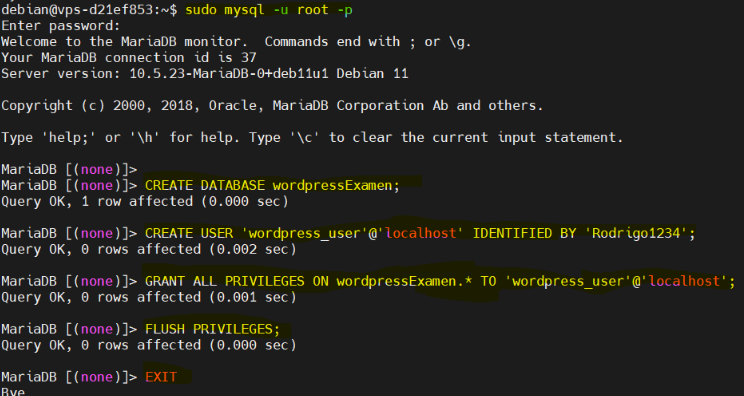 debian@vps-d21ef853:~$ sudo mysql -u root -p
Enter password:
Welcome to the MariaDB monitor.  Commands end with ; or \g.
Your MariaDB connection id is 37
Server version: 10.5.23-MariaDB-0+deb11u1 Debian 11
Copyright (c) 2000, 2018, Oracle, MariaDB Corporation Ab and others.
Type 'help;' or '\h' for help. Type '\c' to clear the current input statement.
MariaDB [(none)]>
MariaDB [(none)]> CREATE DATABASE wordpressExamen;
Query OK, 1 row affected (0.000 sec)
MariaDB [(none)]> CREATE USER 'wordpress_user'@'localhost' IDENTIFIED BY 'Rodrigo1234';
Query OK, 0 rows affected (0.002 sec)
MariaDB [(none)]> GRANT ALL PRIVILEGES ON wordpressExamen.* TO 'wordpress_user'@'localhost';
Query OK, 0 rows affected (0.001 sec)
MariaDB [(none)]> FLUSH PRIVILEGES;
Query OK, 0 rows affected (0.000 sec)
MariaDB [(none)]> EXIT
Bye